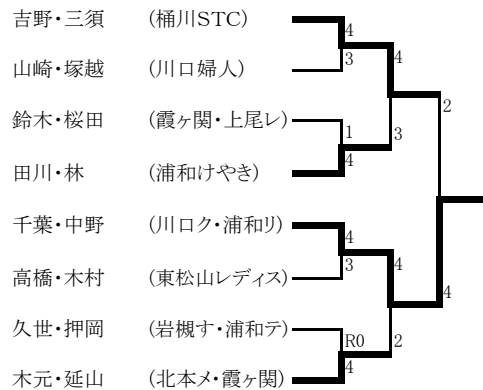 吉野・三須 (桶川STC)
4
4
山崎・塚越 (川口婦人)
3
2
鈴木・桜田 (霞ヶ関・上尾レ)
1
3
田川・林 (浦和けやき)
4
千葉・中野 (川口ク・浦和リ)
4
4
高橋・木村 (東松山レディス)
3
4
久世・押岡 (岩槻す・浦和テ)
R0
2
木元・延山 (北本メ・霞ヶ関)
4